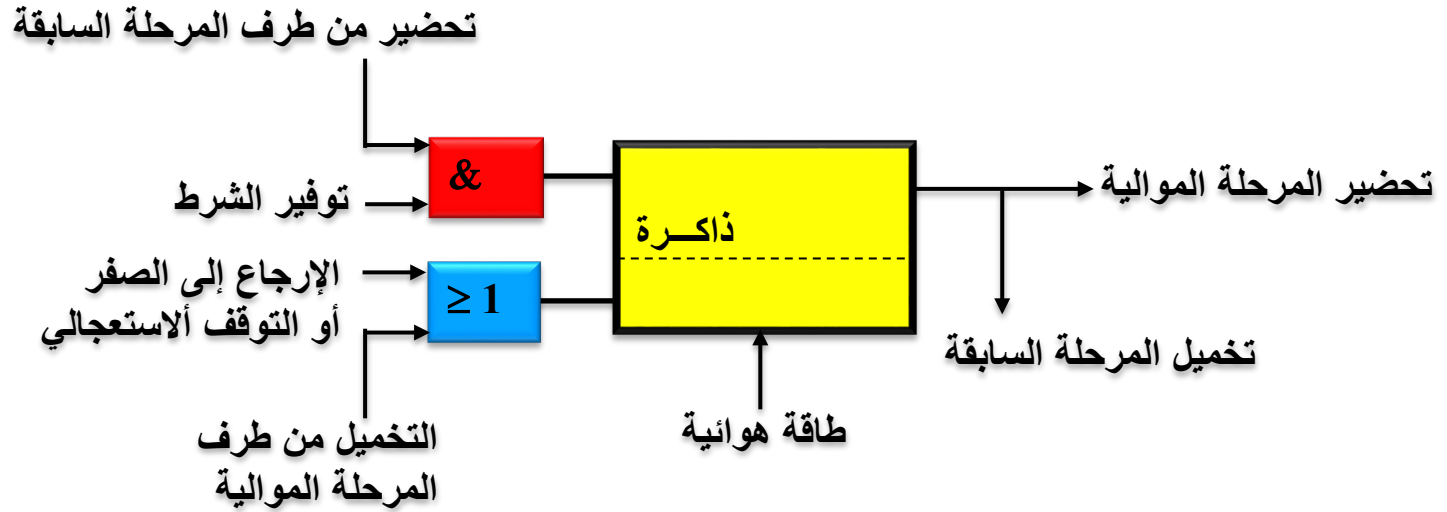 تحضير من طرف المرحلة السابقة
&
توفير الشرط
تحضير المرحلة الموالية
ذاكـــرة
الإرجاع إلى الصفر
أو التوقف ألاستعجالي
≥ 1
تخميل المرحلة السابقة
طاقة هوائية
التخميل من طرف
المرحلة الموالية